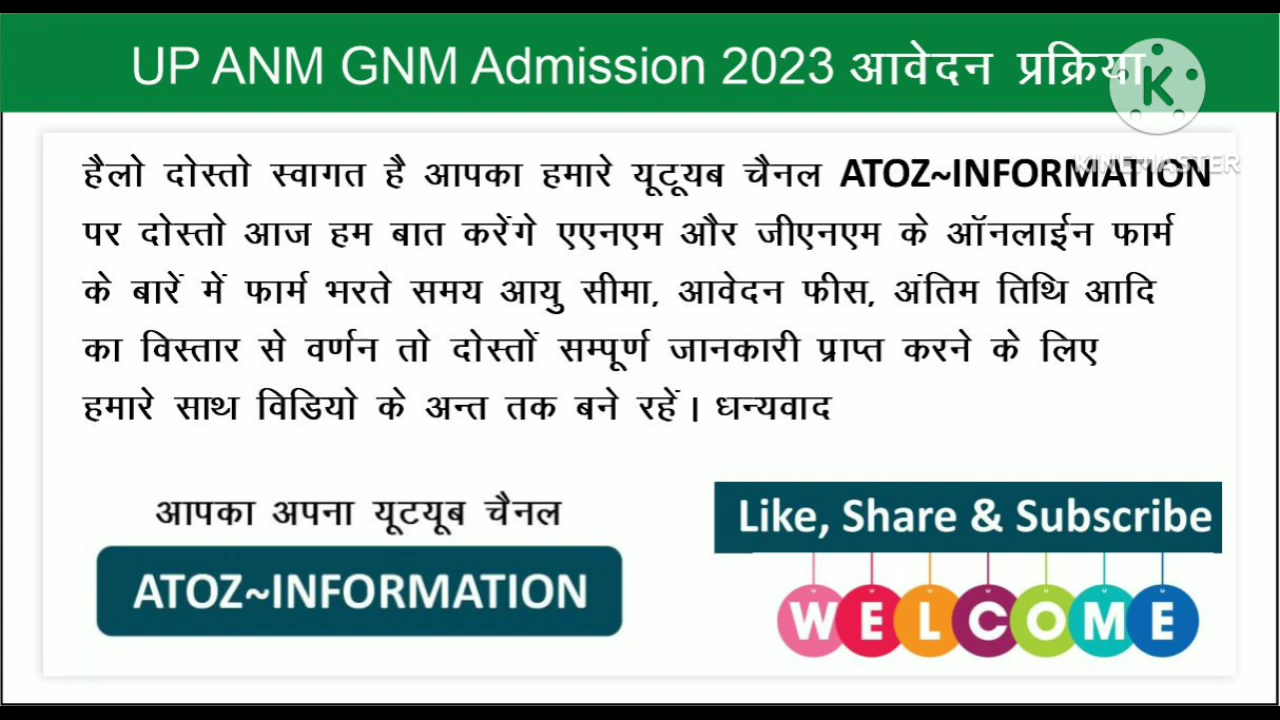 UP ANM GNM Admission 2023 आवेदन प्रक्रिया
K
KINEMASTER
हैलो दोस्तो स्वागत है आपका हमारे यूटूयब चैनल ATOZ~INFORMATION
पर दोस्तो आज हम बात करेंगे एएनएम और जीएनएम के ऑनलाईन फार्म
के बारें में फार्म भरते समय आयु सीमा, आवेदन फीस, अंतिम तिथि आदि
का विस्तार से वर्णन तो दोस्तों सम्पूर्ण जानकारी प्राप्त करने के लिए
हमारे साथ विडियो के अन्त तक बने रहें। धन्यवाद
आपका अपना यूटयूब चैनल
ATOZ~INFORMATION
Like, Share & Subscribe
WELCOME